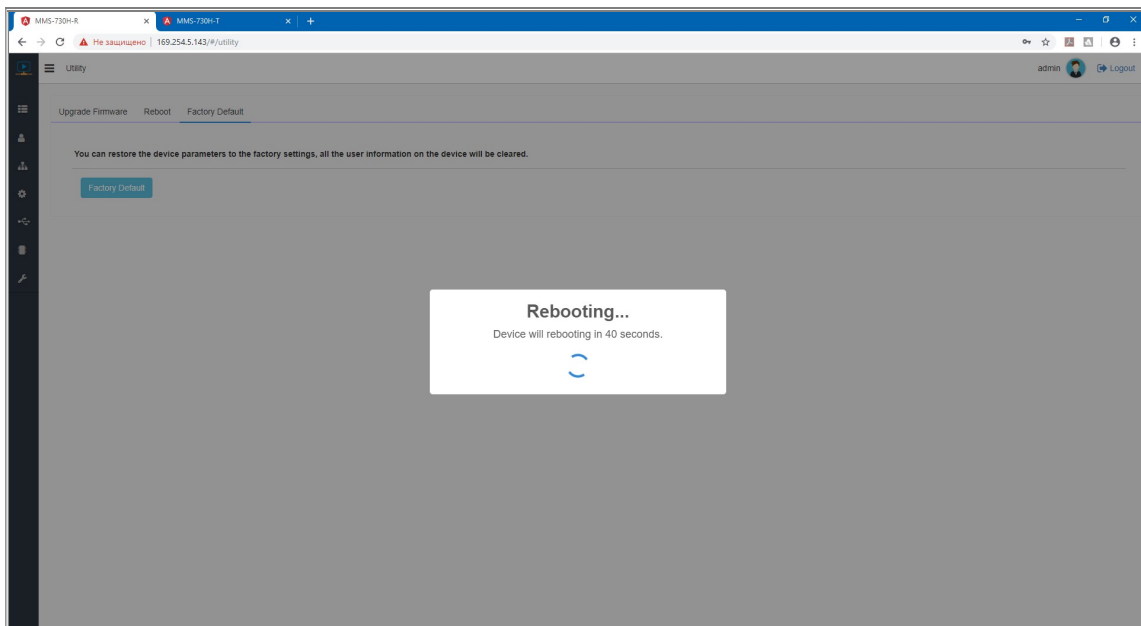 MMS-730H-R
MMS-730H-T
Не защищено | 169.254.5.143/#/utility
Utility
admin
Logout
Upgrade Firmware
Reboot
Factory Default
You can restore the device parameters to the factory settings, all the user information on the device will be cleared.
Factory Default
Rebooting...
Device will rebooting in 40 seconds.